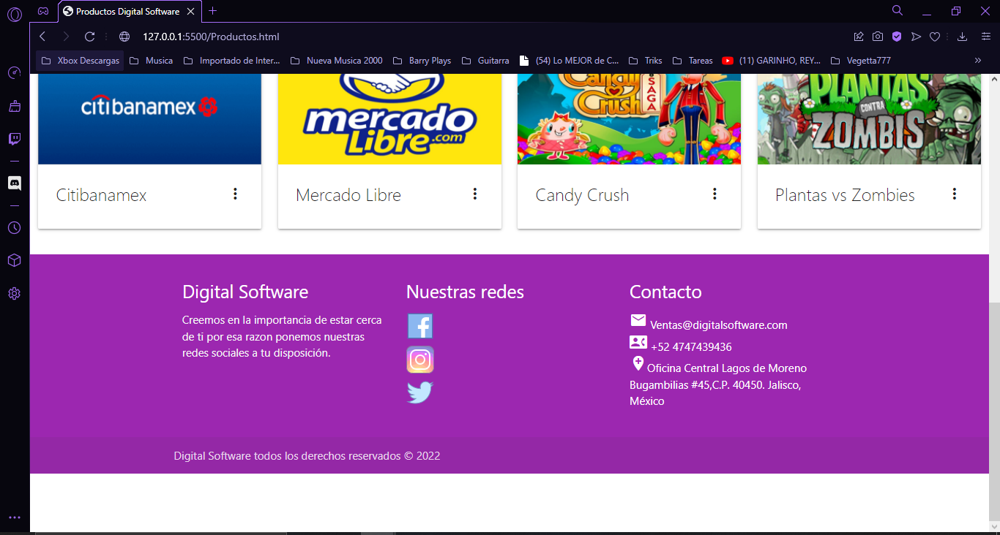 Productos Digital Software
127.0.0.1:5500/Productos.html
Xbox Descargas
Musica
Importado de Inter...
Nueva Musica 2000
Barry Plays
Guitarra
(54) Lo MEJOR de C...
Triks
Tareas
(11) GARINHO, REY...
Vegetta777
citibanamex
mercado
Libre.com
Candy
Crush
SAGA
PLANTAS
CONTRA
ZOMBIS
Citibanamex
Mercado Libre
Candy Crush
Plantas vs Zombies
Digital Software
Creemos en la importancia de estar cerca
de ti por esa razon ponemos nuestras
redes sociales a tu disposición.
Nuestras redes
Contacto
Ventas@digitalsoftware.com
+52 4747439436
Oficina Central Lagos de Moreno
Bugambilias #45,C.P. 40450. Jalisco,
México
Digital Software todos los derechos reservados © 2022